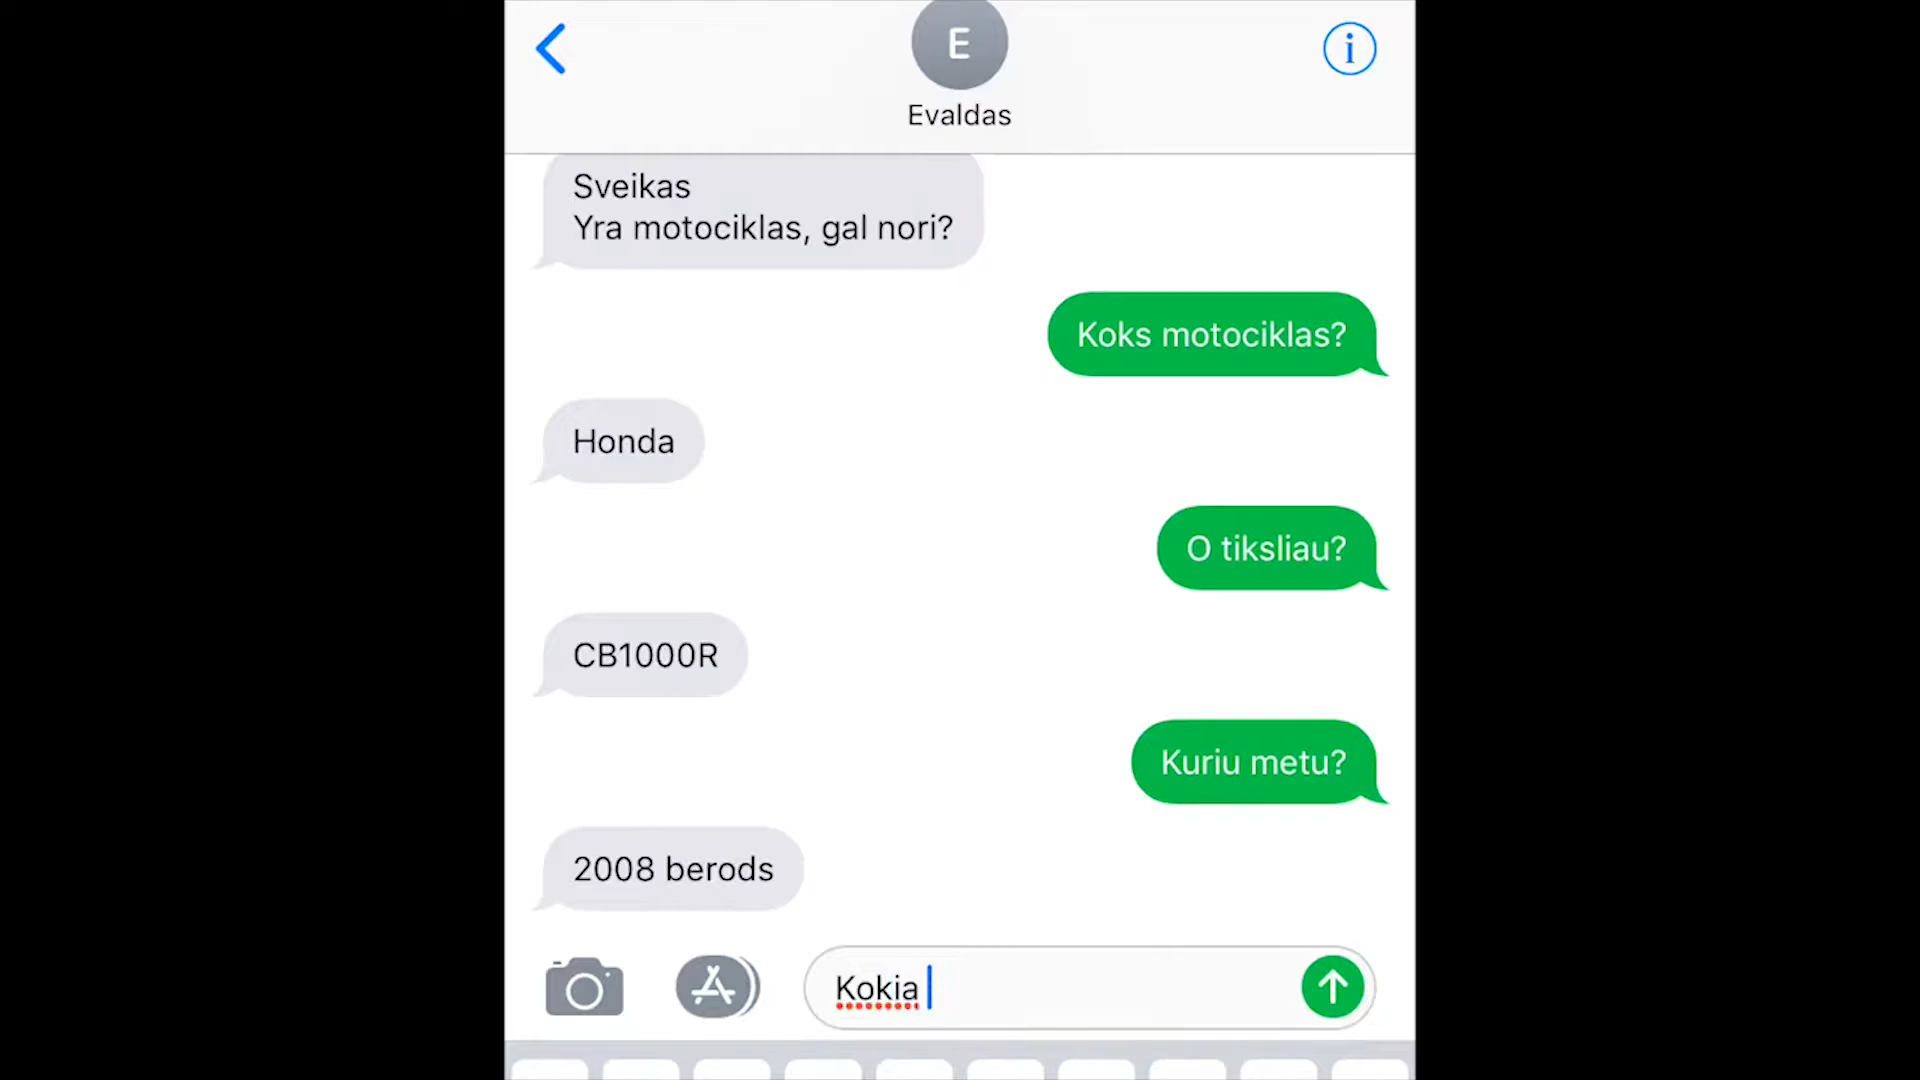 E
Evaldas
Sveikas
Yra motociklas, gal nori?
Koks motociklas?
Honda
O tiksliau?
CB1000R
Kuriu metu?
2008 berods
Kokia